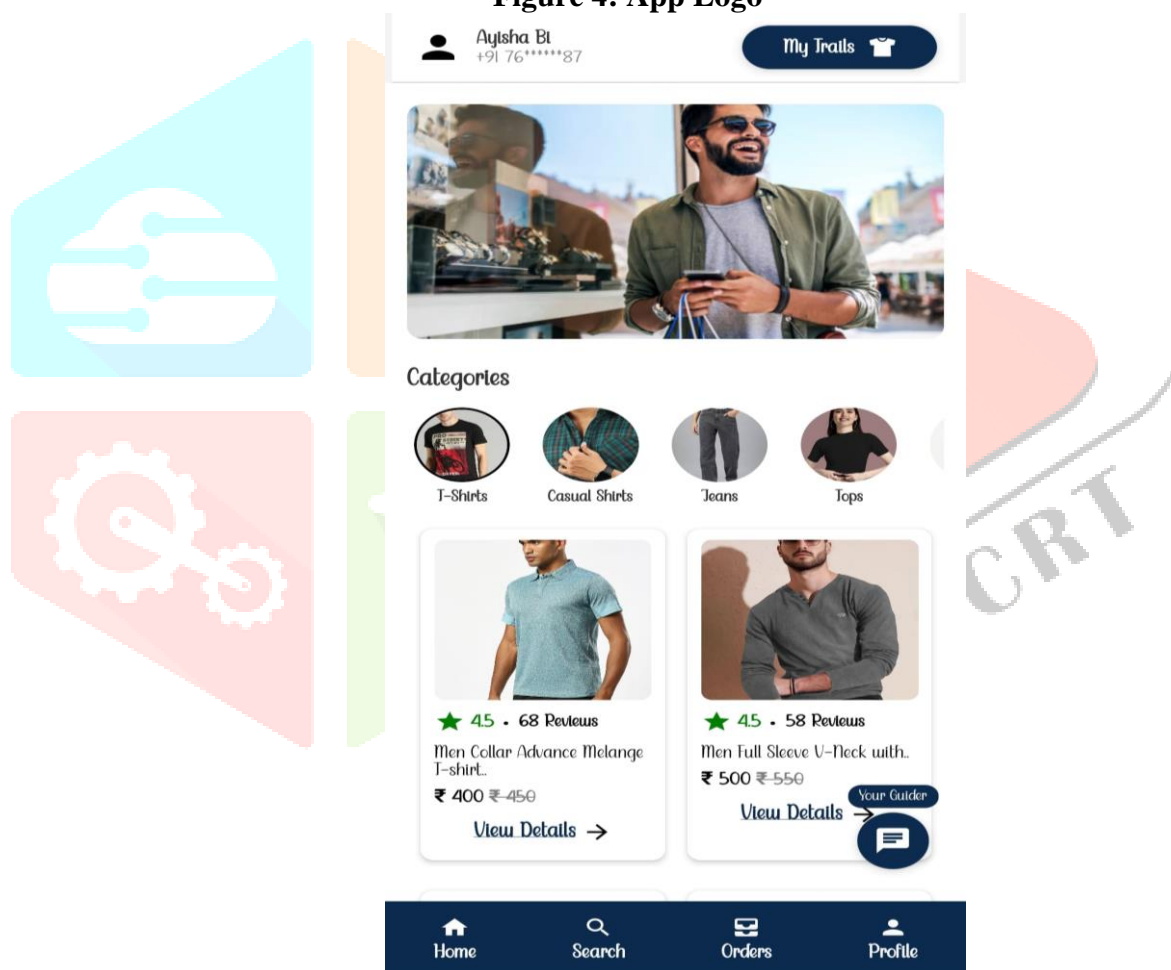 Figure 4: App Logo
Ayisha Bi
+91 76******87
My Trails
Categories
T-Shirts
Casual Shirts
Jeans
Tops
4.5 • 68 Reviews
Men Collar Advance Melange
T-shirt..
₹ 400 ₹ 450
View Details →
4.5 • 58 Reviews
Men Full Sleeve V-Neck with..
₹ 500 ₹ 550
View Details →
Your Guider
Home
Search
Orders
Profile
CRT